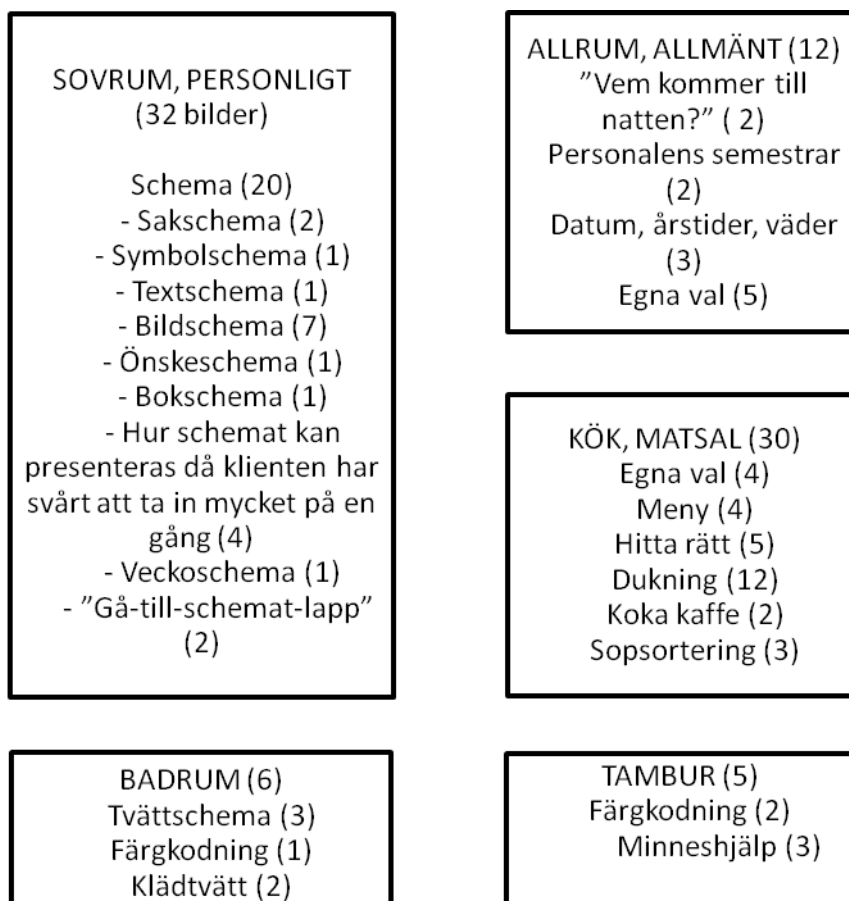 SOVRUM, PERSONLIGT
(32 bilder)
Schema (20)
- Sakschema (2)
- Symbolschema (1)
- Textschema (1)
- Bildschema (7)
- Önskeschema (1)
- Bokschema (1)
- Hur schemat kan
presenteras då klienten har
svårt att ta in mycket på en
gång (4)
- Veckoschema (1)
- ”Gå-till-schemat-lapp”
(2)
ALLRUM, ALLMÄNT (12)
”Vem kommer till
natten?” ( 2)
Personalens semestrar
(2)
Datum, årstider, väder
(3)
Egna val (5)
KÖK, MATSAL (30)
Egna val (4)
Meny (4)
Hitta rätt (5)
Dukning (12)
Koka kaffe (2)
Sopsortering (3)
BADRUM (6)
Tvättschema (3)
Färgkodning (1)
Klädtvätt (2)
TAMBUR (5)
Färgkodning (2)
Minneshjälp (3)